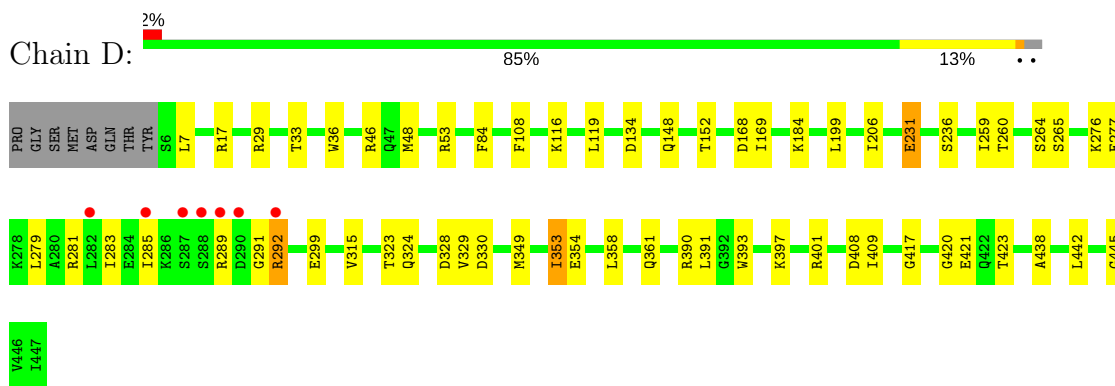 2%
Chain D:
85% 13% • •
PRO GLY SER MET ASP GLN THR TYR S6 L7 R17 R29 T33 W36 R46 Q47 M48 R53 F84 F108 K116 L119 D134 Q148 T152 D168 I169 K184 L199 I206 E231 S236 I259 T260 S264 S265 K276
K278 L279 A280 R281 L282 I283 E284 I285 K286 S287 S288 R289 D290 G291 R292 E299 V315 T323 Q324 D328 V329 D330 M349 I353 E354 L358 Q361 R390 L391 G392 W393 K397 R401 D408 I409 G417 G420 E421 Q422 T423 A438 L442
V446 I447